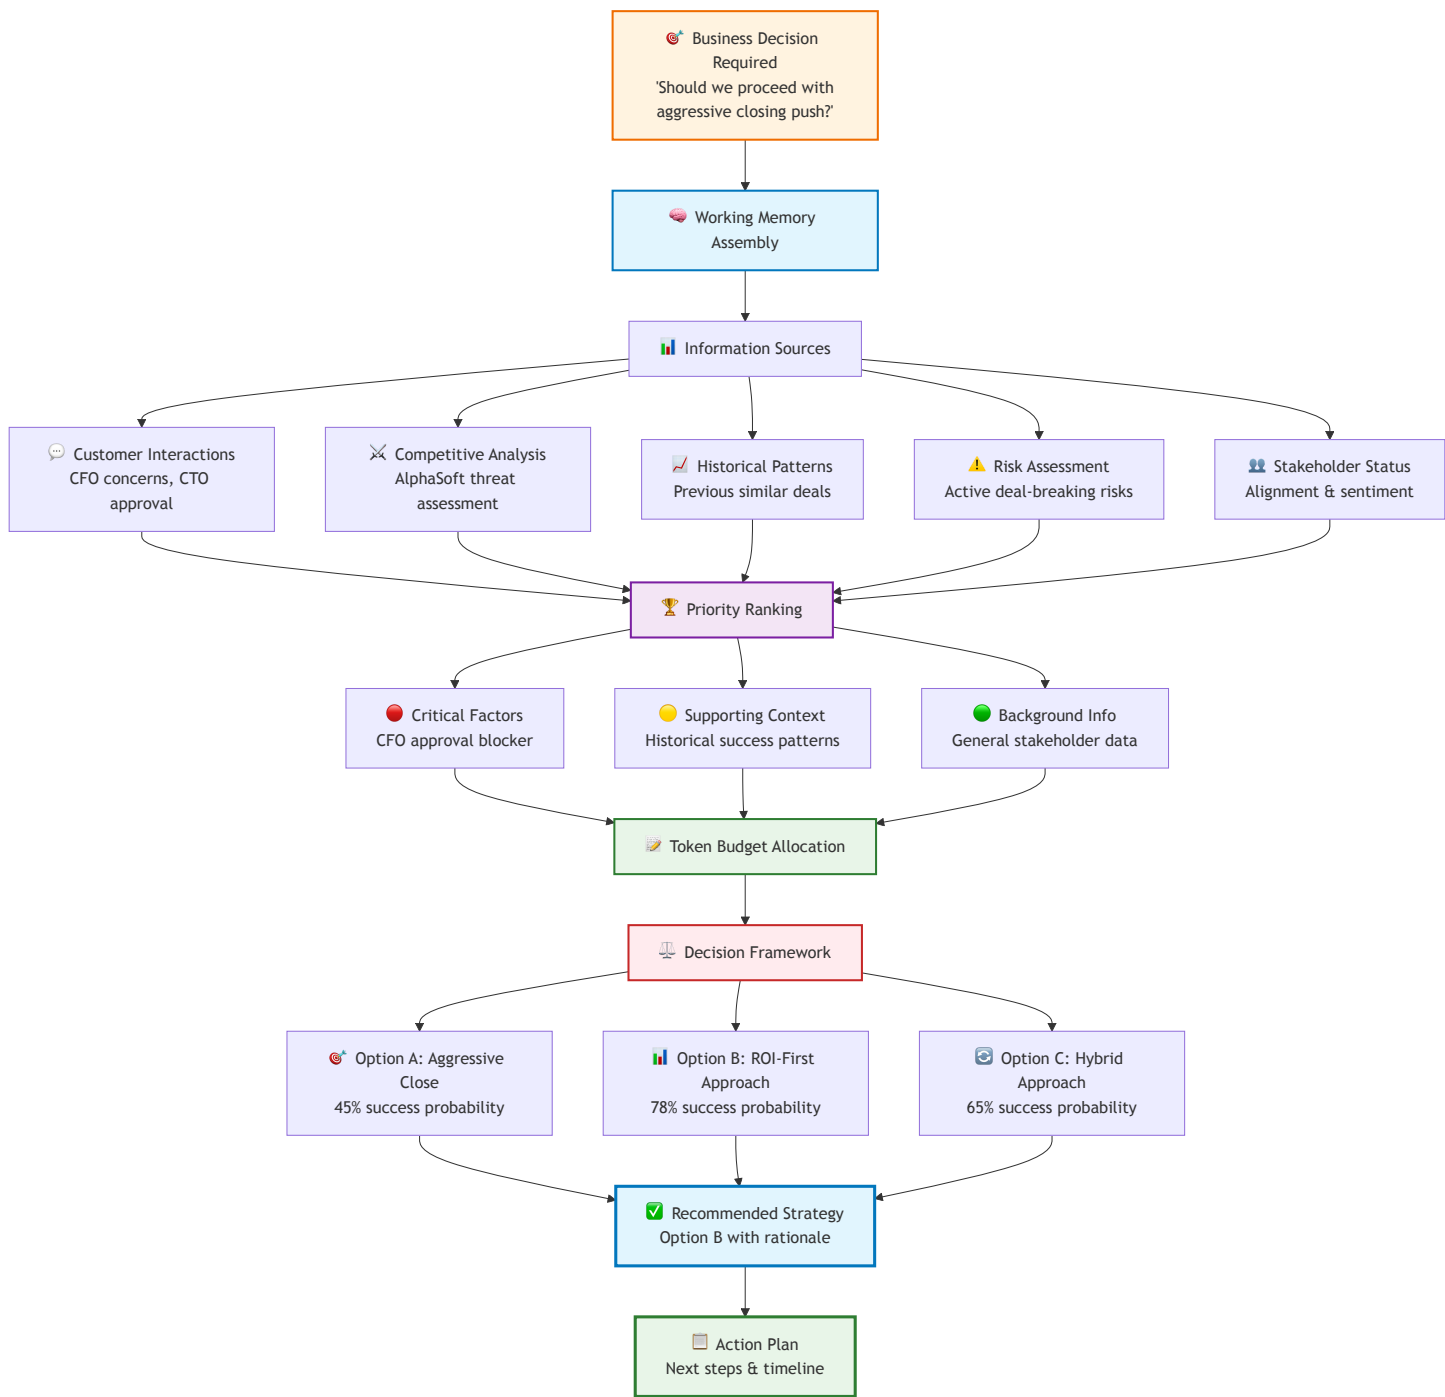 🎯 Business Decision
Required
'Should we proceed with
aggressive closing push?'
🧠 Working Memory
Assembly
📊 Information Sources
💬 Customer Interactions
CFO concerns, CTO
approval
⚔️ Competitive Analysis
AlphaSoft threat
assessment
📈 Historical Patterns
Previous similar deals
⚠️ Risk Assessment
Active deal-breaking risks
👥 Stakeholder Status
Alignment & sentiment
🏆 Priority Ranking
🔴 Critical Factors
CFO approval blocker
🟡 Supporting Context
Historical success patterns
🟢 Background Info
General stakeholder data
📝 Token Budget Allocation
⚖️ Decision Framework
🎯 Option A: Aggressive
Close
45% success probability
📊 Option B: ROI-First
Approach
78% success probability
🔄 Option C: Hybrid
Approach
65% success probability
✅ Recommended Strategy
Option B with rationale
📋 Action Plan
Next steps & timeline